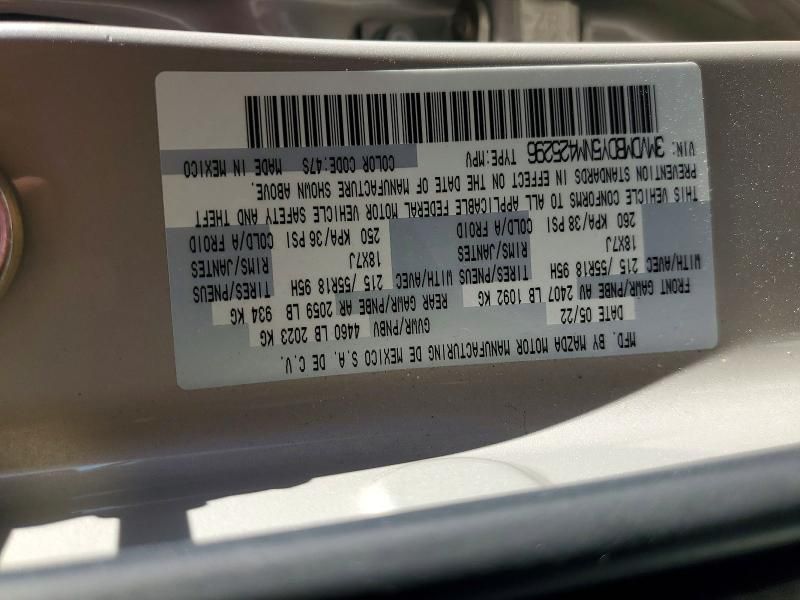 MFD. BY MAZDA MOTOR MANUFACTURING DE MEXICO S.A. DE C.V.
DATE 05/22 GVWR/PNBV 4460 LB 2023 KG
FRONT GAWR/PNBE AV 2407 LB 1092 KG REAR GAWR/PNBE AR 2059 LB 934 KG
WITH/AVEC 215 /55R18 95H TIRES/PNEUS WITH/AVEC 215 /55R18 95H TIRES/PNEUS
18X7J RIMS/JANTES 18X7J RIMS/JANTES
260 KPA/38 PSI COLD/A FROID 250 KPA/36 PSI COLD/A FROID
THIS VEHICLE CONFORMS TO ALL APPLICABLE FEDERAL MOTOR VEHICLE SAFETY AND THEFT
PREVENTION STANDARDS IN EFFECT ON THE DATE OF MANUFACTURE SHOWN ABOVE.
VIN: 3MVDMBDY5NM425296 TYPE:MPV COLOR CODE:47S MADE IN MEXICO